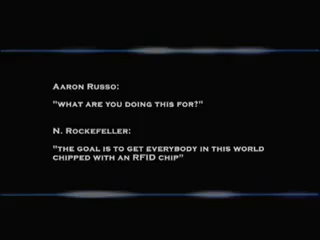 Aaron Russo:
"what are you doing this for?"
N. Rockefeller:
"the goal is to get everybody in this world
chipped with an RFID chip"